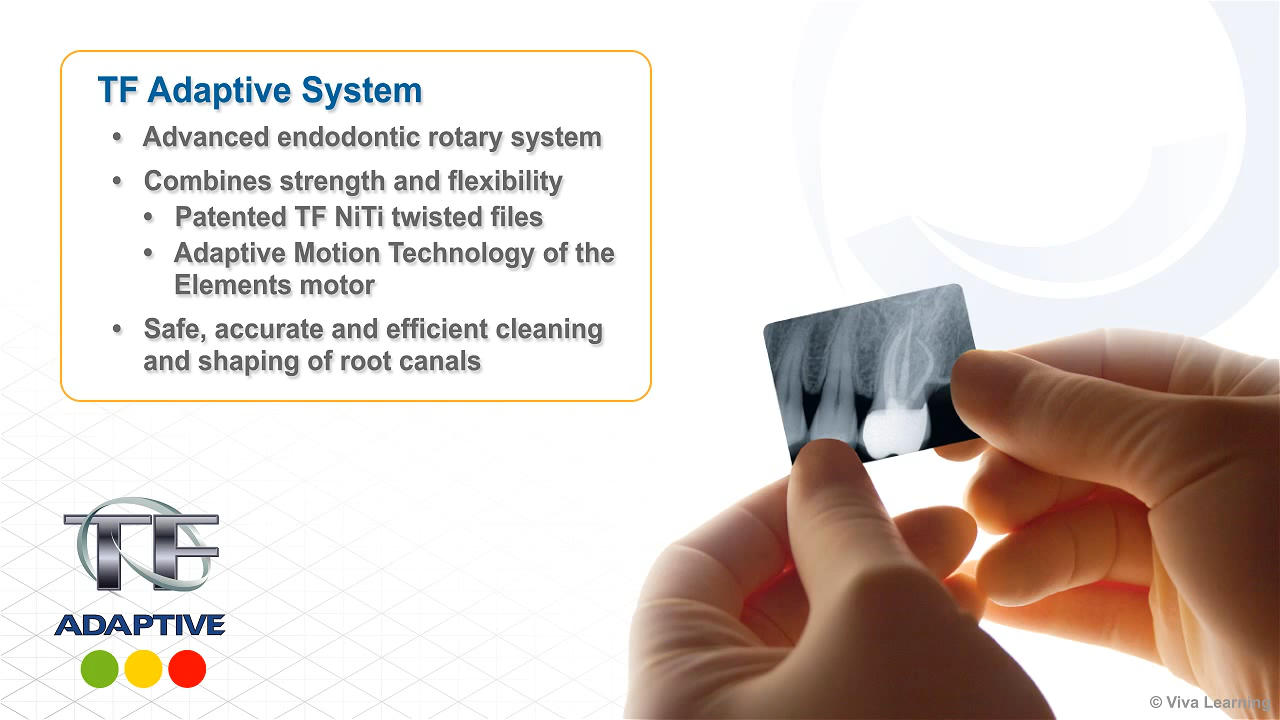 TF Adaptive System
• Advanced endodontic rotary system
• Combines strength and flexibility
• Patented TF NiTi twisted files
• Adaptive Motion Technology of the
Elements motor
• Safe, accurate and efficient cleaning
and shaping of root canals
TF
ADAPTIVE
© Viva Learning